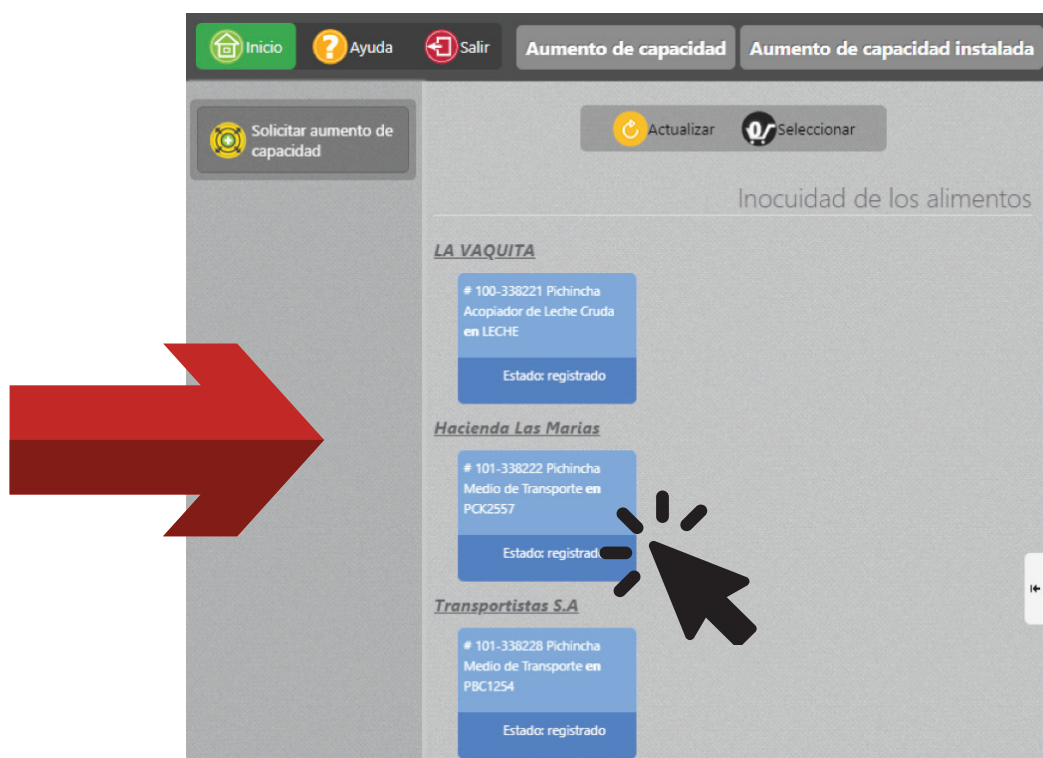 Inicio
Ayuda
Salir
Aumento de capacidad
Aumento de capacidad instalada
Solicitar aumento de
capacidad
Actualizar
Seleccionar
Inocuidad de los alimentos
LA VAQUITA
# 100-338221 Pichincha
Acopiador de Leche Cruda
en LECHE
Estado: registrado
Hacienda Las Marias
# 101-338222 Pichincha
Medio de Transporte en
PCK2557
Estado: registrado
Transportistas S.A
# 101-338228 Pichincha
Medio de Transporte en
PBC1254
Estado: registrado